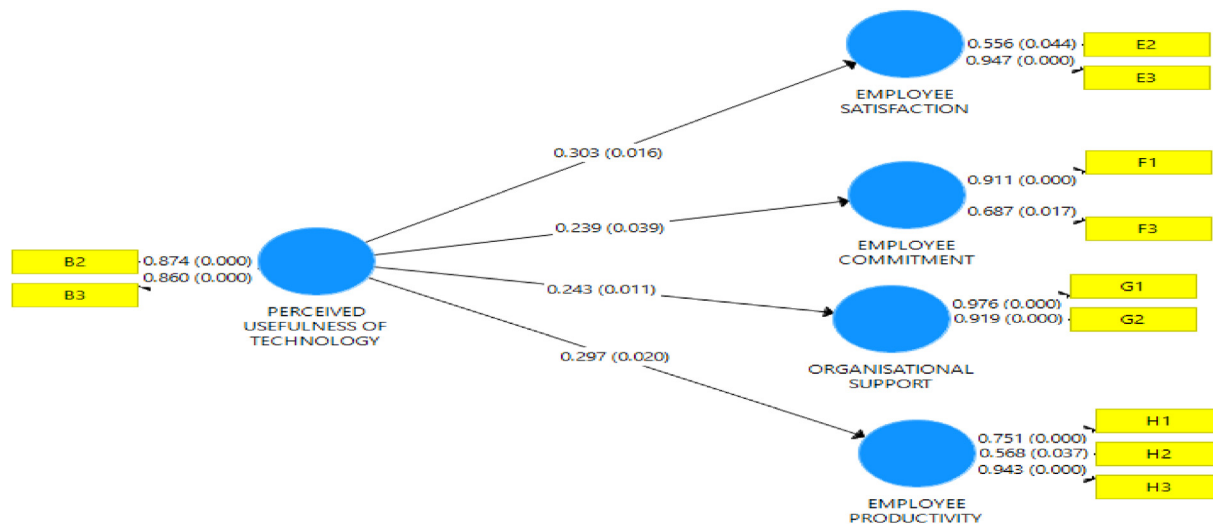 0.556 (0.044)
E2
0.947 (0.000)
E3
EMPLOYEE
SATISFACTION
0.303 (0.016)
0.911 (0.000)
F1
0.687 (0.017)
F3
0.239 (0.039)
EMPLOYEE
COMMITMENT
B2
0.874 (0.000)
0.860 (0.000)
B3
PERCEIVED
USEFULNESS OF
TECHNOLOGY
0.243 (0.011)
0.976 (0.000)
G1
0.919 (0.000)
G2
ORGANISATIONAL
SUPPORT
0.297 (0.020)
0.751 (0.000)
H1
0.568 (0.037)
H2
0.943 (0.000)
H3
EMPLOYEE
PRODUCTIVITY